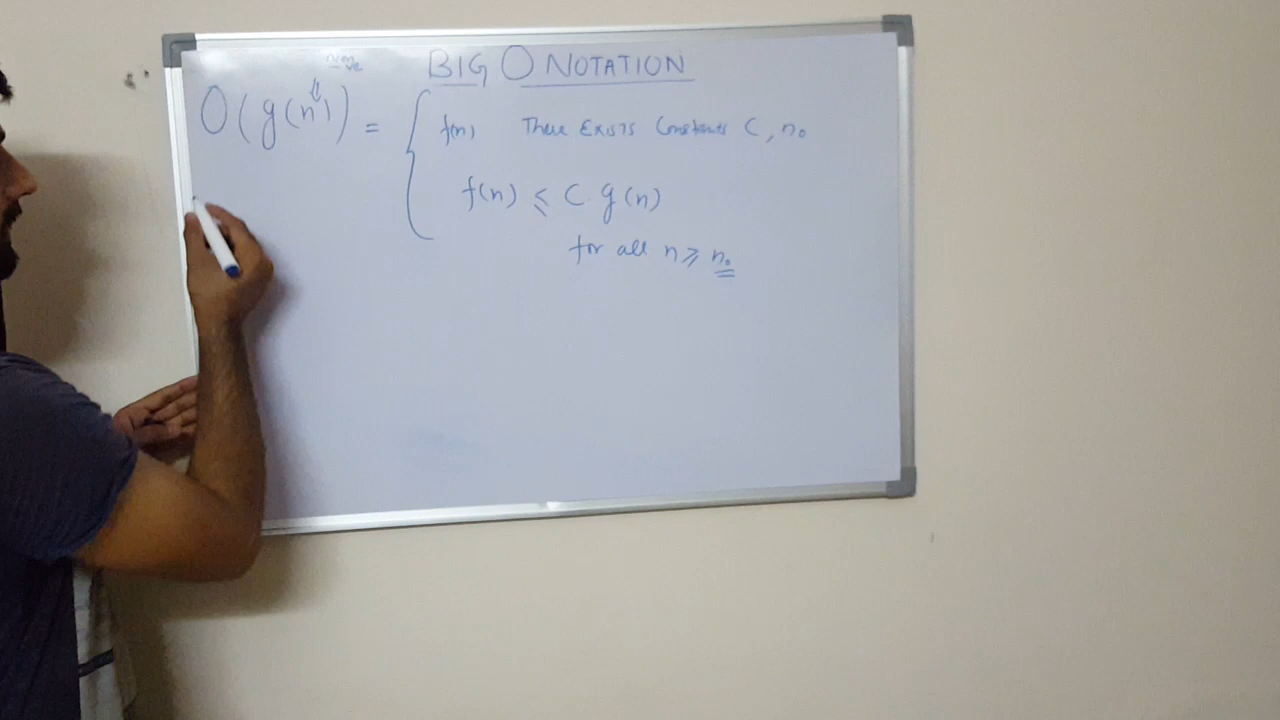 BIG O NOTATION
O(g(n)) = { f(n) There Exists Constants C, n₀
f(n) ≤ C. g(n)
for all n ≥ n₀